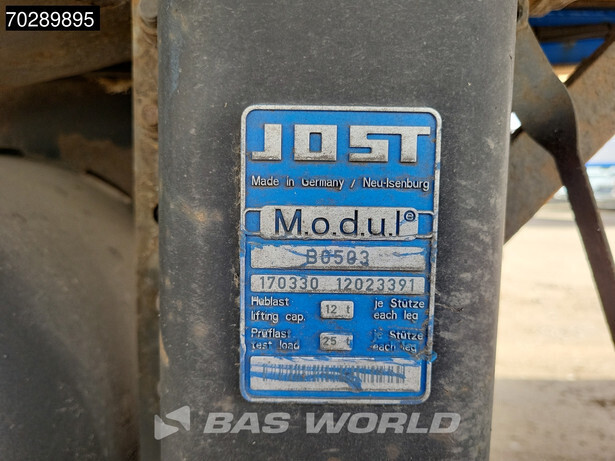 70289895
JOST
Made in Germany / Neu-Isenburg
M.o.d.u.l®
B0503
170330 12023391
Hublast 12 t je Stütze
lifting cap. each leg
Prüflast 25 t je Stütze
test load each leg
BAS WORLD